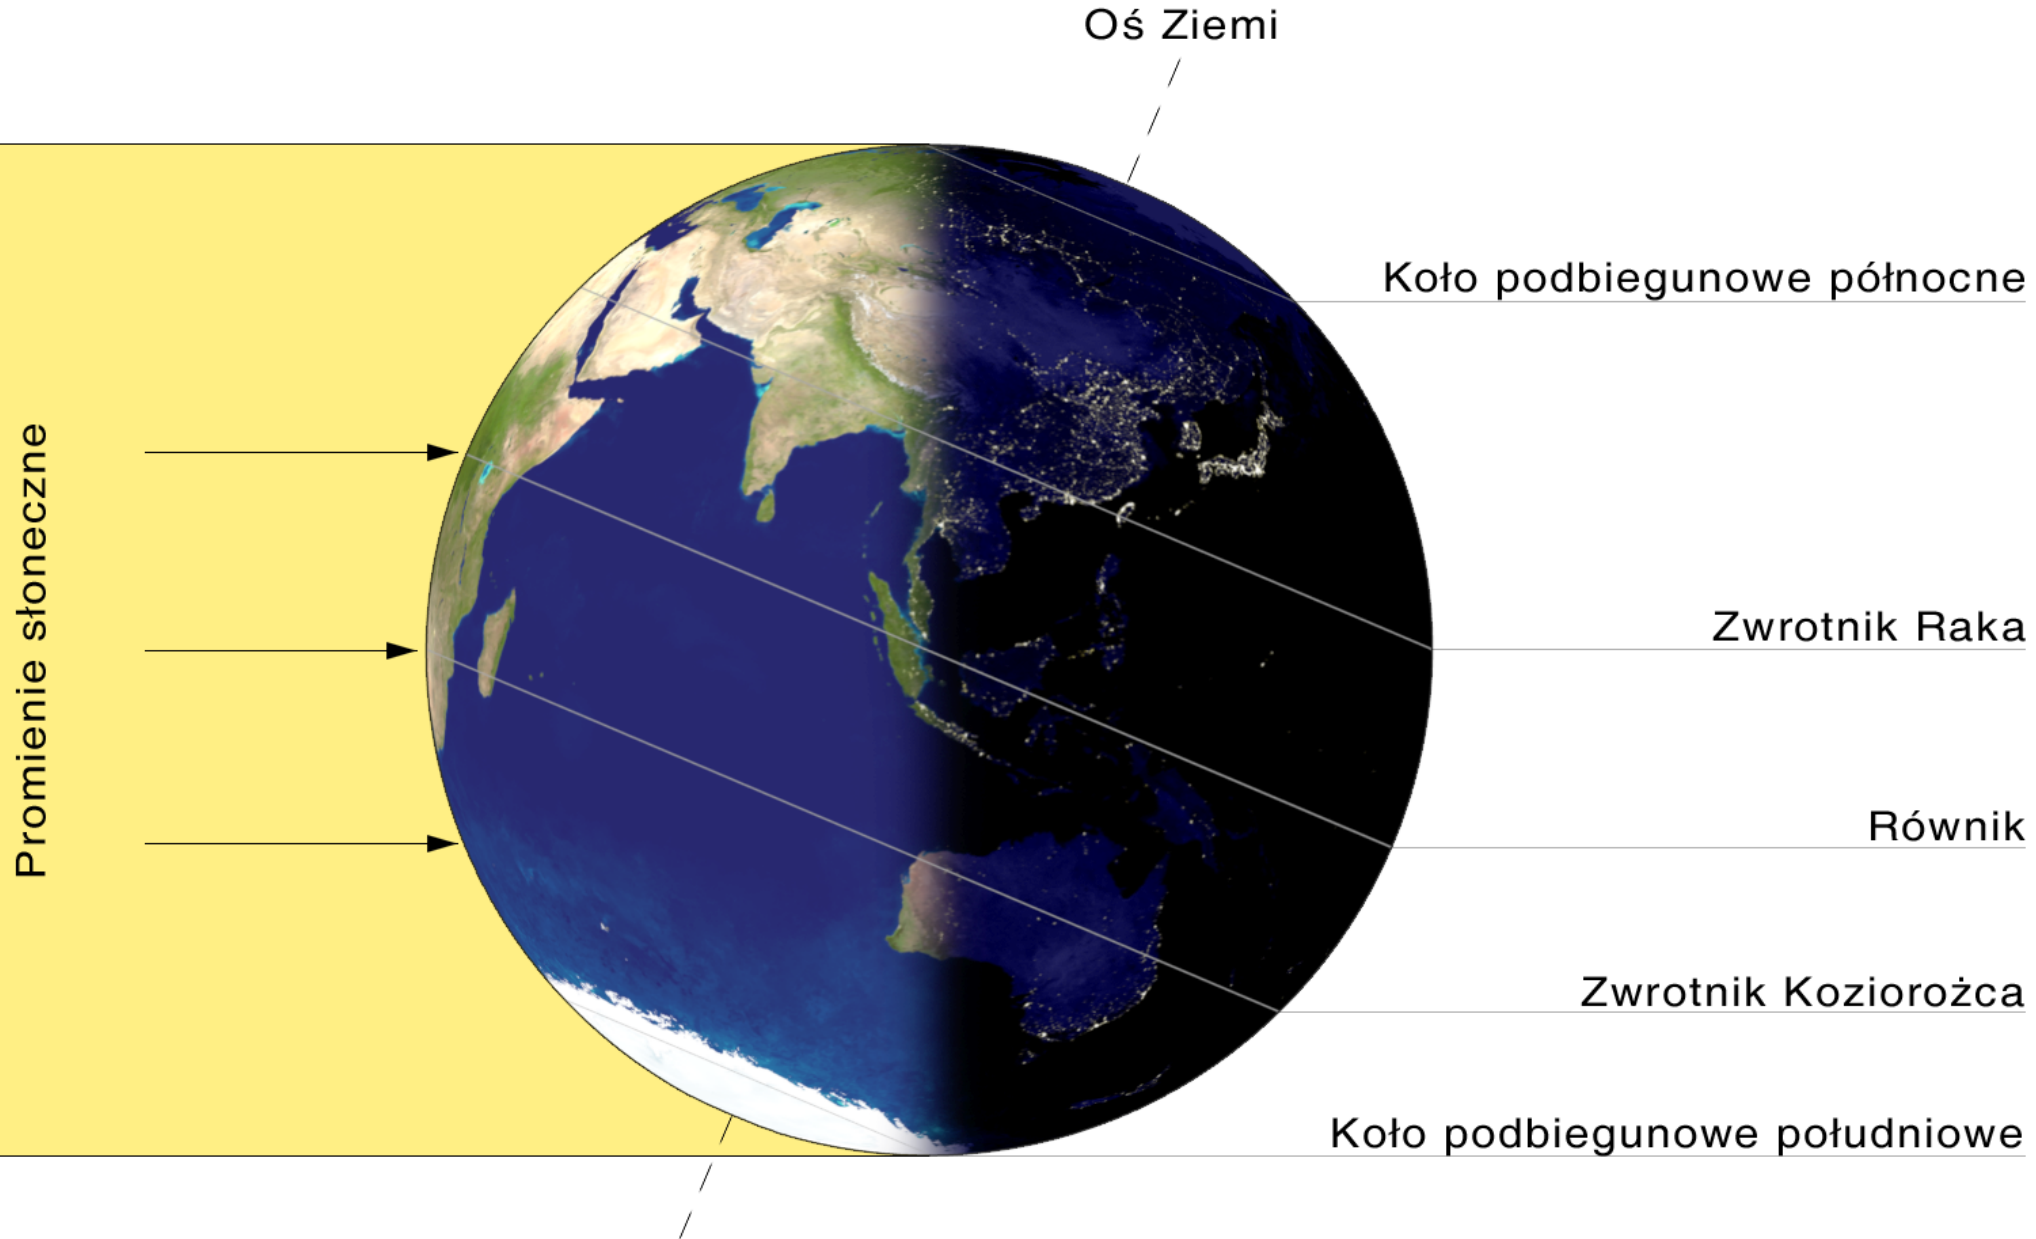 Oś Ziemi
Koło podbiegunowe północne
Promienie słoneczne
Zwrotnik Raka
Równik
Zwrotnik Koziorożca
Koło podbiegunowe południowe